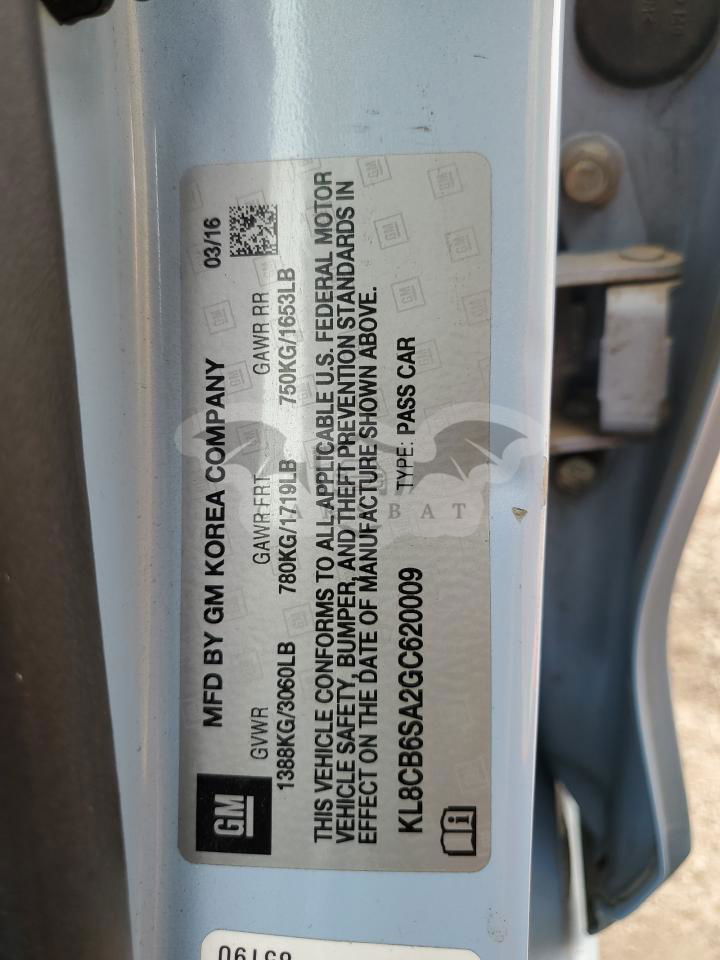 MFD BY GM KOREA COMPANY 03/16
GVWR GAWR FRT GAWR RR
1388KG/3060LB 780KG/1719LB 750KG/1653LB
THIS VEHICLE CONFORMS TO ALL APPLICABLE U.S. FEDERAL MOTOR
VEHICLE SAFETY, BUMPER, AND THEFT PREVENTION STANDARDS IN
EFFECT ON THE DATE OF MANUFACTURE SHOWN ABOVE.
KL8CB6SA2GC620009 TYPE: PASS CAR
GM